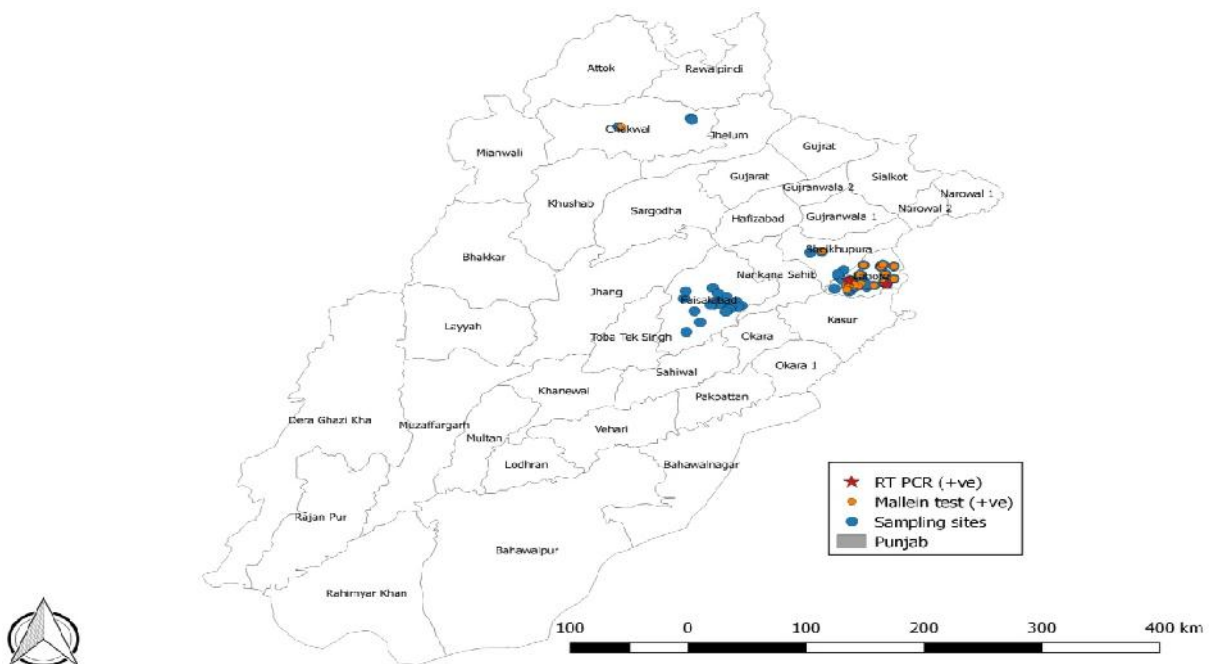 Attok
Rawalpindi
Chakwal
Jhelum
Mianwali
Gujrat
Gujarat
Sialkot
Gujranwala 2
Narowal 1
Khushab
Sargodha
Narowal 2
Hafizabad
Gujranwala 1
Sheikhupura
Bhakkar
Nankana Sahib
Lahore
Jhang
Faisalabad
Kasur
Layyah
Toba Tek Singh
Okara
Okara 1
Sahiwal
Khanewal
Pakpattan
Dera Ghazi Kha
Muzaffargarh
Vehari
Multan
Lodhran
Bahawalnagar
RT PCR (+ve)
Mallein test (+ve)
Rajan Pur
Sampling sites
Punjab
Bahawalpur
Rahimyar Khan
100 0 100 200 300 400 km